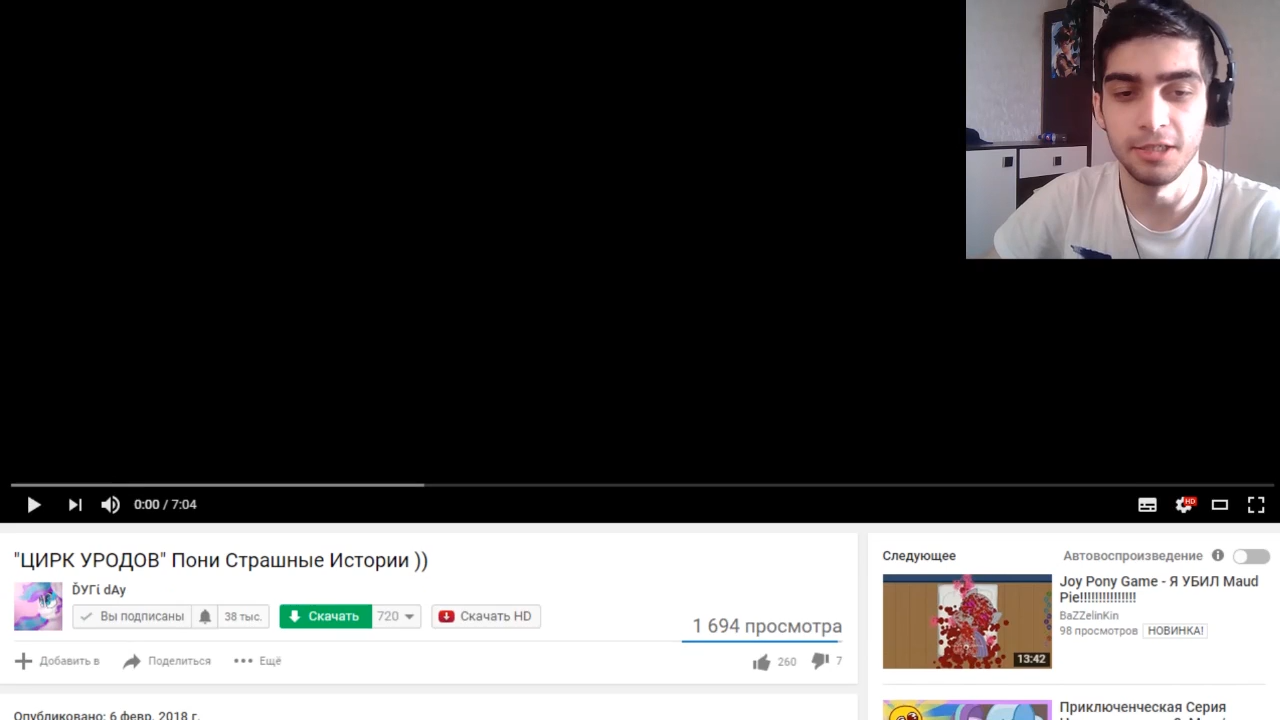 0:00 / 7:04
HD
"ЦИРК УРОДОВ" Пони Страшные Истории ))
ĎУГi dAy
Вы подписаны
38 тыс.
Скачать
720
Скачать HD
1 694 просмотра
Добавить в
Поделиться
Ещё
260
7
Опубликовано: 6 февр. 2018 г.
Следующее
Автовоспроизведение
Joy Pony Game - Я УБИЛ Maud
Pie!!!!!!!!!!!!!!
BaZZelinKin
98 просмотров
НОВИНКА!
13:42
Приключенческая Серия